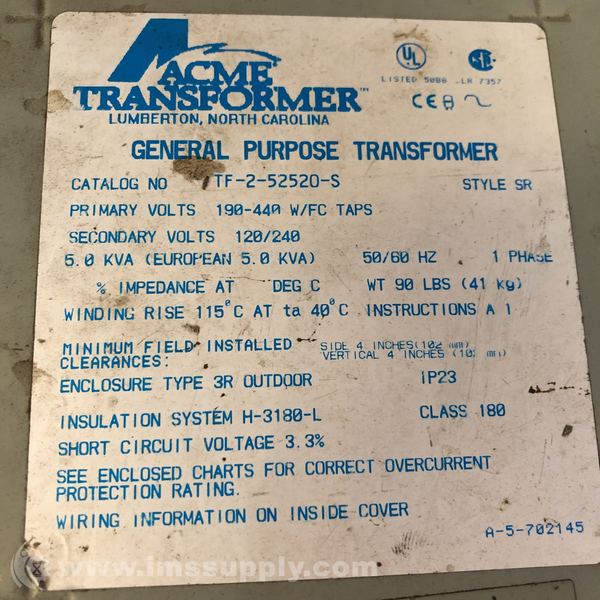 ACME
TRANSFORMER™
LUMBERTON, NORTH CAROLINA
UL
LISTED 50B8 LR 7357
CE
GENERAL PURPOSE TRANSFORMER
CATALOG NO TF-2-52520-S STYLE SR
PRIMARY VOLTS 190-440 W/FC TAPS
SECONDARY VOLTS 120/240
5.0 KVA (EUROPEAN 5.0 KVA) 50/60 HZ 1 PHASE
% IMPEDANCE AT DEG C WT 90 LBS (41 Kg)
WINDING RISE 115°C AT ta 40°C INSTRUCTIONS A 1
MINIMUM FIELD INSTALLED SIDE 4 INCHES(102 mm)
CLEARANCES: VERTICAL 4 INCHES (102 mm)
ENCLOSURE TYPE 3R OUTDOOR IP23
INSULATION SYSTEM H-3180-L CLASS 180
SHORT CIRCUIT VOLTAGE 3.3%
SEE ENCLOSED CHARTS FOR CORRECT OVERCURRENT
PROTECTION RATING.
WIRING INFORMATION ON INSIDE COVER
A-5-702145
www.imssupply.com